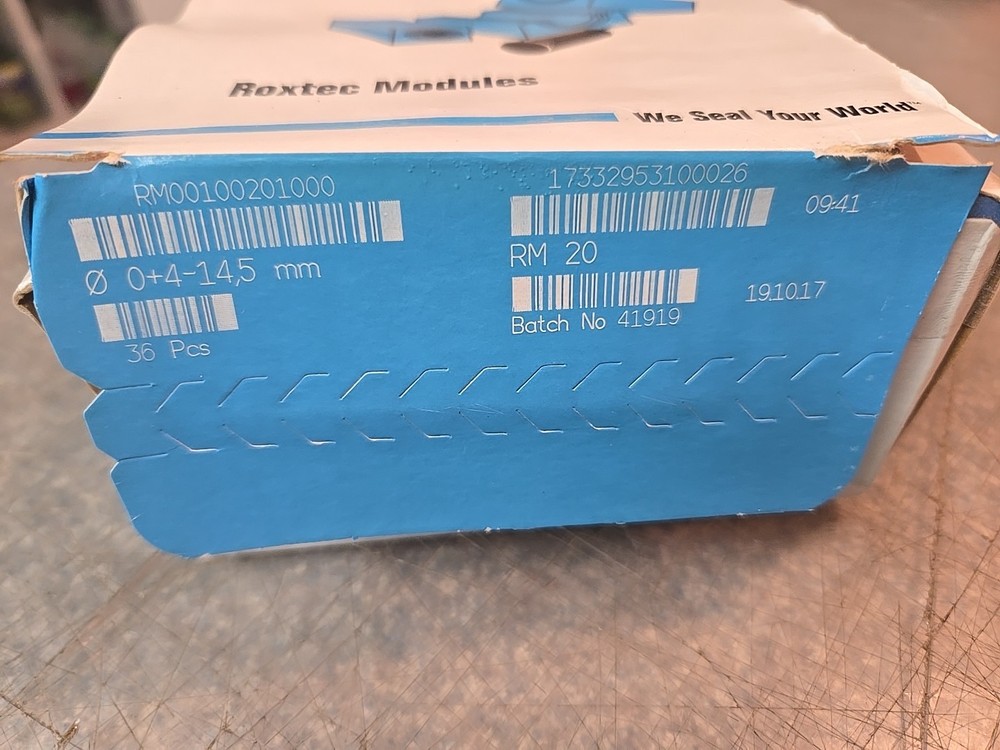 Roxtec Modules
We Seal Your World™
RM00100201000
Ø 0+4-14,5 mm
36 Pcs
17332953100026
09:41
RM 20
19.10.17
Batch No 41919